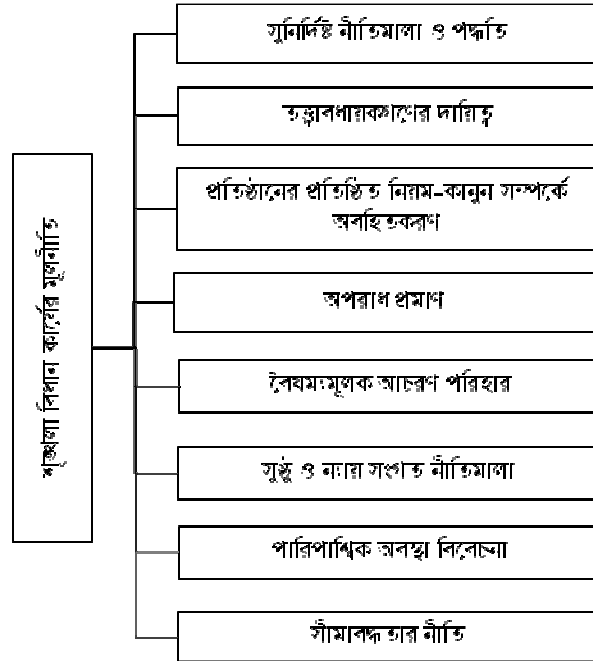 শৃঙ্খলা বিধান কার্যের মূলনীতি
সুনির্দিষ্ট নীতিমালা ও পদ্ধতি
তত্ত্বাবধায়কগণের দায়িত্ব
প্রতিষ্ঠানের প্রতিষ্ঠিত নিয়ম-কানুন সম্পর্কে
অবহিতকরণ
অপরাধ প্রমাণ
বৈষম্যমূলক আচরণ পরিহার
সুষ্ঠু ও ন্যায় সংগত নীতিমালা
পারিপার্শ্বিক অবস্থা বিবেচনা
সীমাবদ্ধতার নীতি